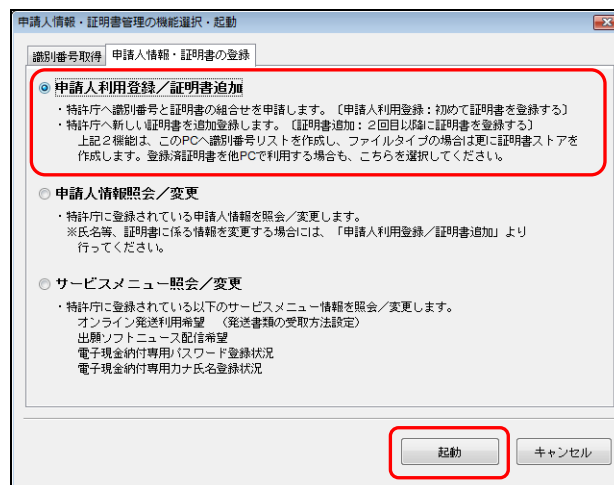 申請人情報・証明書管理の機能選択・起動
識別番号取得 申請人情報・証明書の登録
申請人利用登録／証明書追加
・特許庁へ識別番号と証明書の組合せを申請します。〔申請人利用登録：初めて証明書を登録する〕
・特許庁へ新しい証明書を追加登録します。〔証明書追加：２回目以降に証明書を登録する〕
上記２機能は、このPCへ識別番号リストを作成し、ファイルタイプの場合は更に証明書ストアを
作成します。登録済証明書を他PCで利用する場合も、こちらを選択してください。
申請人情報照会／変更
・特許庁に登録されている申請人情報を照会／変更します。
※氏名等、証明書に係る情報を変更する場合には、「申請人利用登録／証明書追加」より
行ってください。
サービスメニュー照会／変更
・特許庁に登録されている以下のサービスメニュー情報を照会／変更します。
オンライン発送利用希望　（発送書類の受取方法設定）
出願ソフトニュース配信希望
電子現金納付専用パスワード登録状況
電子現金納付専用カナ氏名登録状況
起動 キャンセル